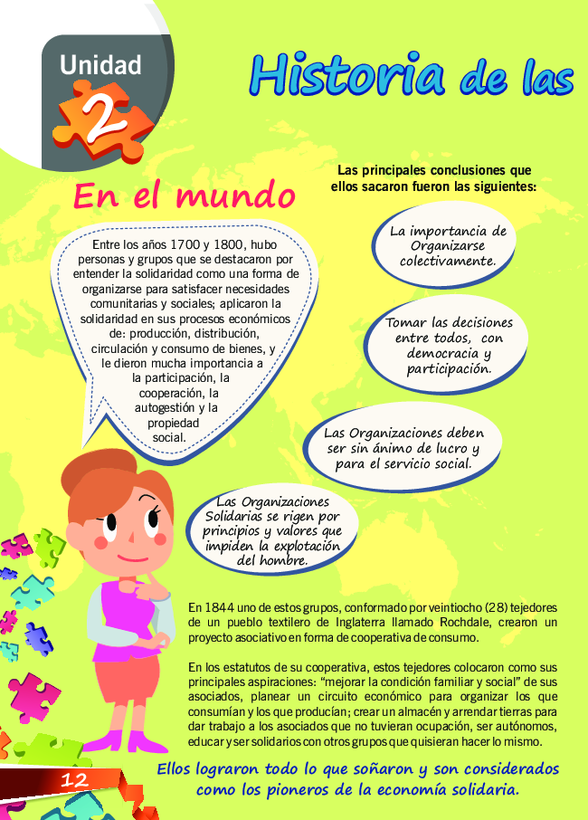 Unidad
2
Historia de las
En el mundo
Entre los años 1700 y 1800, hubo
personas y grupos que se destacaron por
entender la solidaridad como una forma de
organizarse para satisfacer necesidades
comunitarias y sociales; aplicaron la
solidaridad en sus procesos económicos
de: producción, distribución,
circulación y consumo de bienes, y
le dieron mucha importancia a
la participación, la
cooperación, la
autogestión y la
propiedad
social.
Las principales conclusiones que
ellos sacaron fueron las siguientes:
La importancia de
Organizarse
colectivamente.
Tomar las decisiones
entre todos, con
democracia y
participación.
Las Organizaciones deben
ser sin ánimo de lucro y
para el servicio social.
Las Organizaciones
Solidarias se rigen por
principios y valores que
impiden la explotación
del hombre.
En 1844 uno de estos grupos, conformado por veintiocho (28) tejedores
de un pueblo textilero de Inglaterra llamado Rochdale, crearon un
proyecto asociativo en forma de cooperativa de consumo.
En los estatutos de su cooperativa, estos tejedores colocaron como sus
principales aspiraciones: “mejorar la condición familiar y social” de sus
asociados, planear un circuito económico para organizar los que
consumían y los que producían; crear un almacén y arrendar tierras para
dar trabajo a los asociados que no tuvieran ocupación, ser autónomos,
educar y ser solidarios con otros grupos que quisieran hacer lo mismo.
Ellos lograron todo lo que soñaron y son considerados
como los pioneros de la economía solidaria.
12